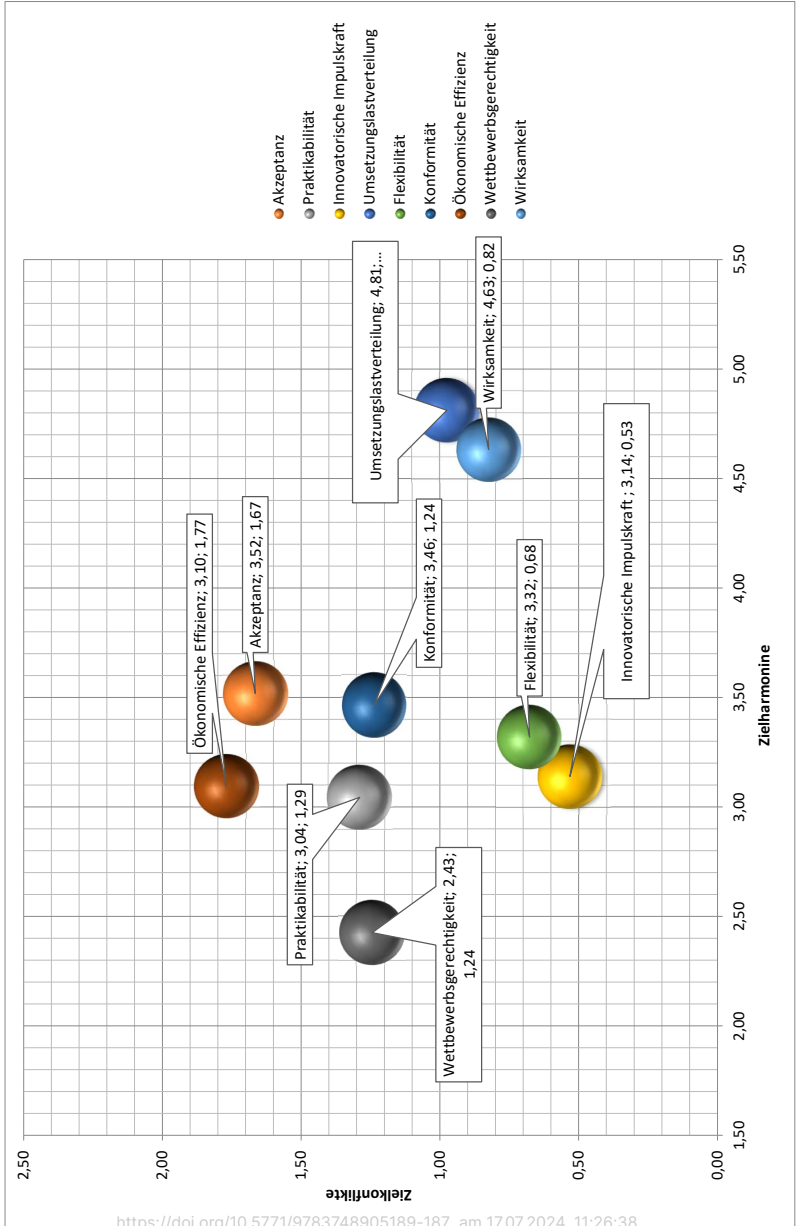 2,50
2,00
1,50
1,00
0,50
0,00
Zielkonflikte
1,50
2,00
2,50
3,00
3,50
4,00
4,50
5,00
5,50
Zielharmonine
Ökonomische Effizienz; 3,10; 1,77
Akzeptanz; 3,52; 1,67
Praktikabilität; 3,04; 1,29
Konformität; 3,46; 1,24
Wettbewerbsgerechtigkeit; 2,43;
1,24
Umsetzungslastverteilung; 4,81;...
Wirksamkeit; 4,63; 0,82
Flexibilität; 3,32; 0,68
Innovatorische Impulskraft ; 3,14; 0,53
Akzeptanz
Praktikabilität
Innovatorische Impulskraft
Umsetzungslastverteilung
Flexibilität
Konformität
Ökonomische Effizienz
Wettbewerbsgerechtigkeit
Wirksamkeit
https://doi.org/10.5771/9783748905189-187, am 17.07.2024, 11:26:38